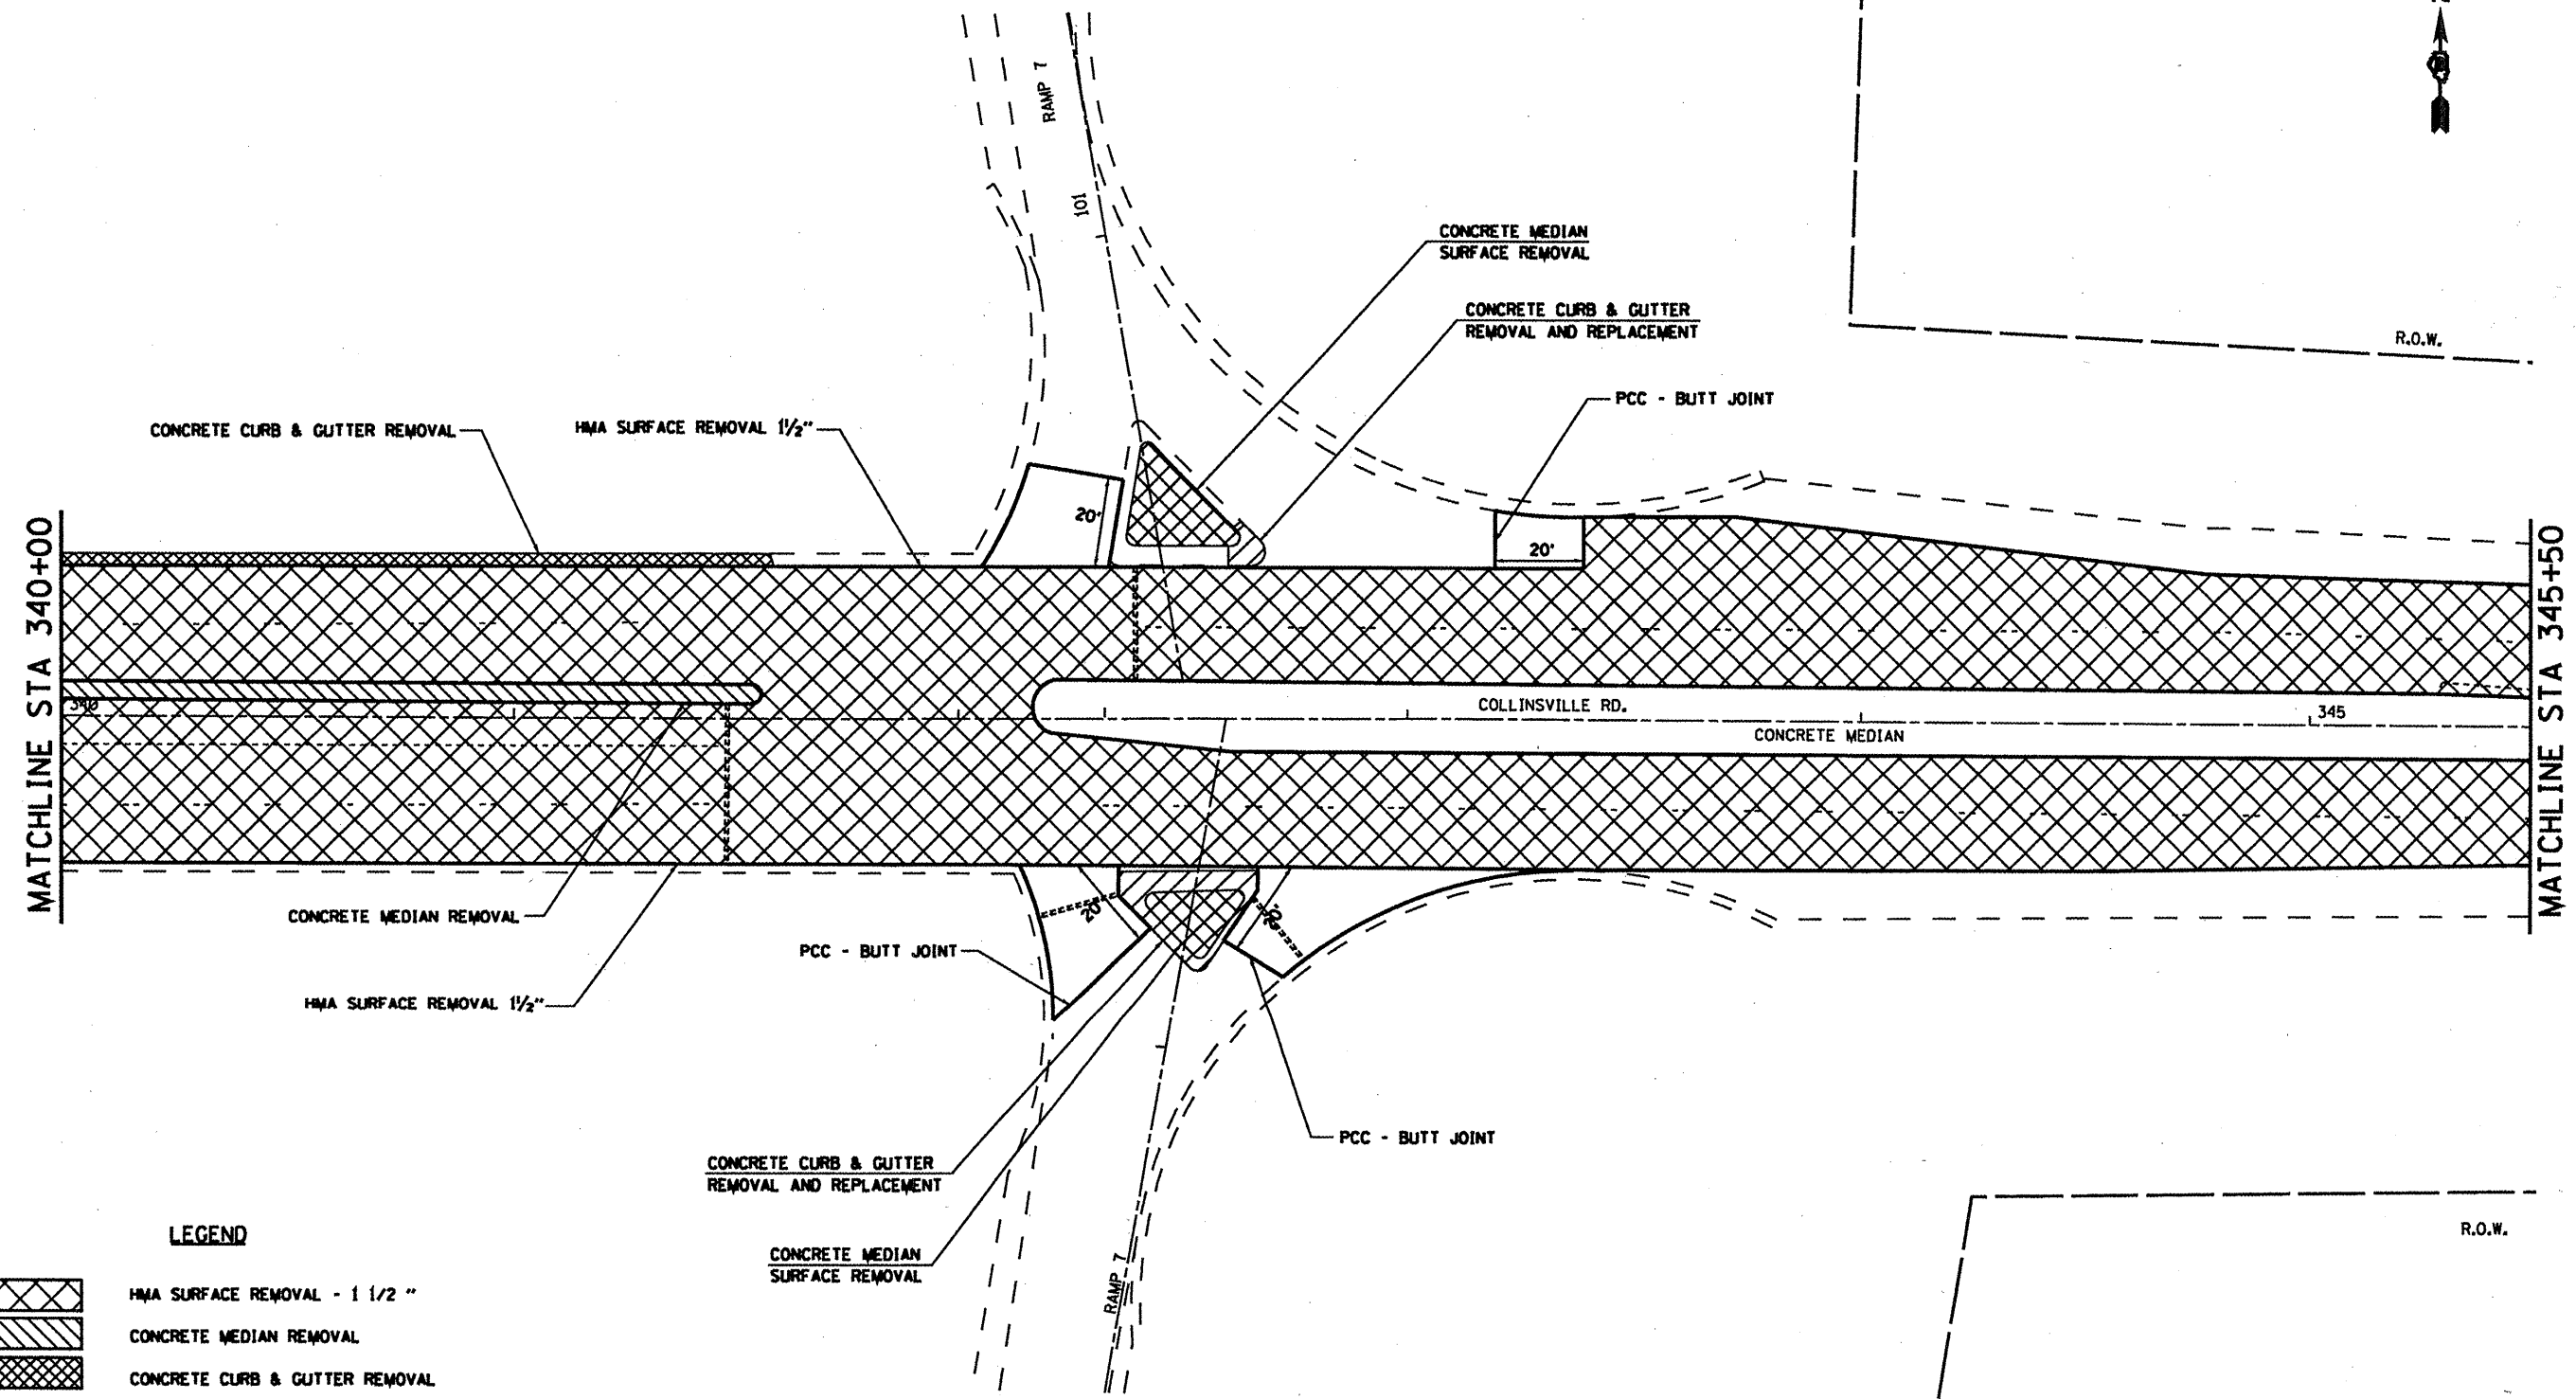 RAMP 7
101
CONCRETE MEDIAN
SURFACE REMOVAL
CONCRETE CURB & GUTTER
REMOVAL AND REPLACEMENT
R.O.W.
PCC - BUTT JOINT
CONCRETE CURB & GUTTER REMOVAL
HMA SURFACE REMOVAL 1½"
20'
20'
MATCHLINE STA 340+00
MATCHLINE STA 345+50
340
COLLINSVILLE RD.
345
CONCRETE MEDIAN
CONCRETE MEDIAN REMOVAL
20'
20'
PCC - BUTT JOINT
HMA SURFACE REMOVAL 1½"
PCC - BUTT JOINT
CONCRETE CURB & GUTTER
REMOVAL AND REPLACEMENT
CONCRETE MEDIAN
SURFACE REMOVAL
RAMP 7
R.O.W.
LEGEND
HMA SURFACE REMOVAL - 1 1/2 "
CONCRETE MEDIAN REMOVAL
CONCRETE CURB & GUTTER REMOVAL